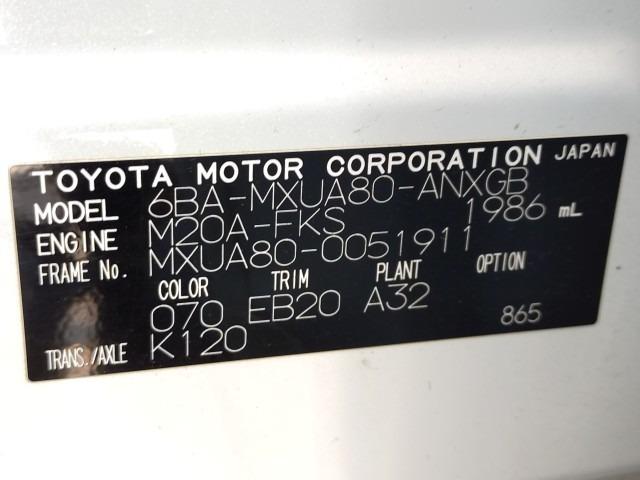 TOYOTA MOTOR CORPORATION JAPAN
MODEL 6BA-MXUA80-ANXGB
ENGINE M20A-FKS 1986 mL
FRAME No. MXUA80-0051911
COLOR TRIM PLANT OPTION
070 EB20 A32 865
TRANS./AXLE K120